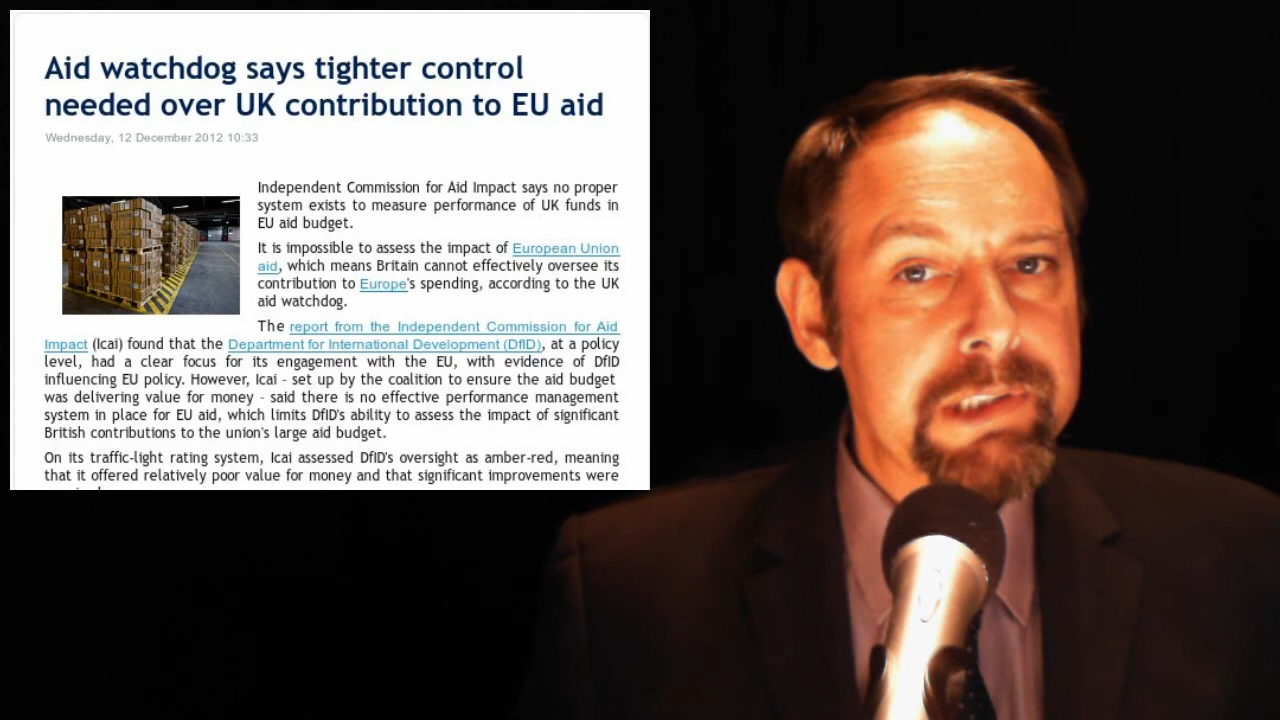 Aid watchdog says tighter control
needed over UK contribution to EU aid
Wednesday, 12 December 2012 10:33
Independent Commission for Aid Impact says no proper
system exists to measure performance of UK funds in
EU aid budget.
It is impossible to assess the impact of European Union
aid, which means Britain cannot effectively oversee its
contribution to Europe's spending, according to the UK
aid watchdog.
The report from the Independent Commission for Aid
Impact (Icai) found that the Department for International Development (DfID), at a policy
level, had a clear focus for its engagement with the EU, with evidence of DfID
influencing EU policy. However, Icai - set up by the coalition to ensure the aid budget
was delivering value for money - said there is no effective performance management
system in place for EU aid, which limits DfID's ability to assess the impact of significant
British contributions to the union's large aid budget.
On its traffic-light rating system, Icai assessed DfID's oversight as amber-red, meaning
that it offered relatively poor value for money and that significant improvements were